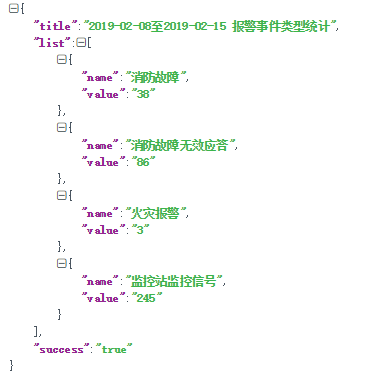 {
"title":"2019-02-08至2019-02-15 报警事件类型统计",
"list":[
{
"name":"消防故障",
"value":"38"
},
{
"name":"消防故障无效应答",
"value":"86"
},
{
"name":"火灾报警",
"value":"3"
},
{
"name":"监控站监控信号",
"value":"245"
}
],
"success":"true"
}